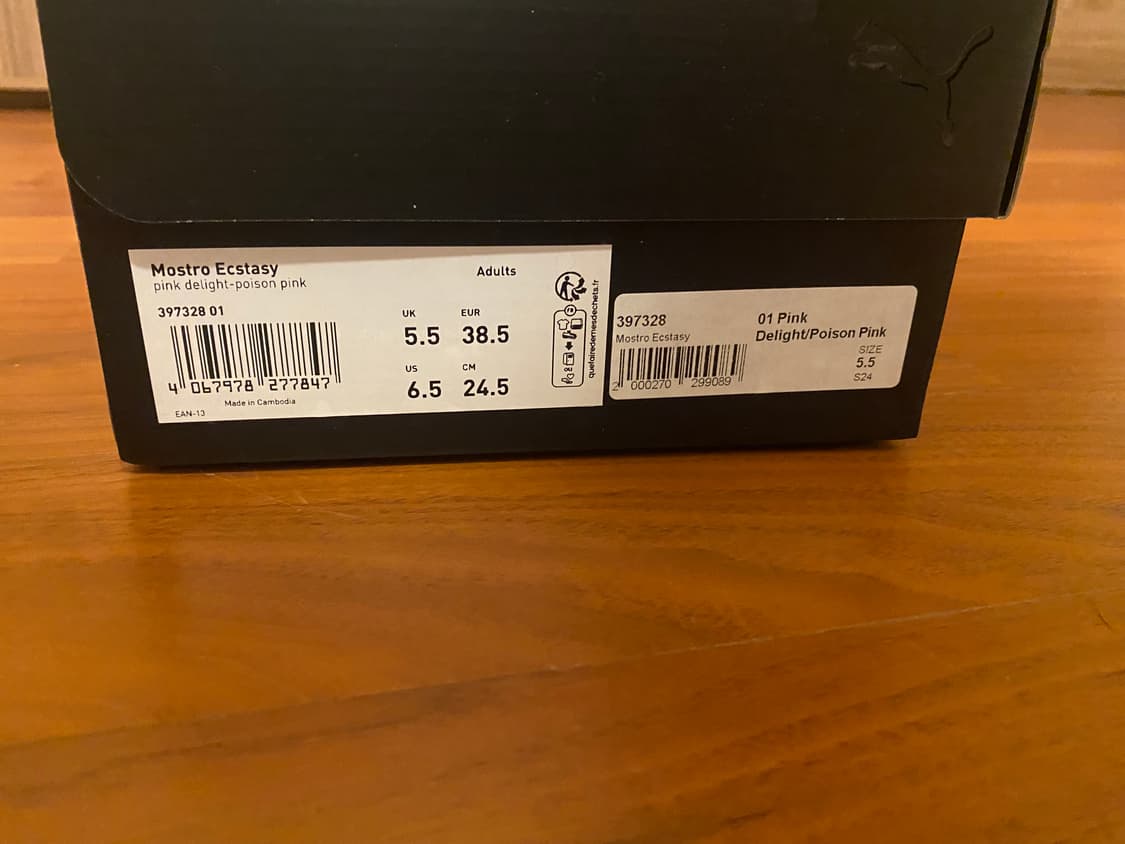 Mostro Ecstasy
pink delight-poison pink
Adults
397328 01
4 067978 277847
Made in Cambodia
EAN-13
UK EUR
5.5 38.5
US CM
6.5 24.5
FR
quefairedemesdechets.fr
397328
Mostro Ecstasy
2 000270 299089
01 Pink
Delight/Poison Pink
SIZE
5.5
S24